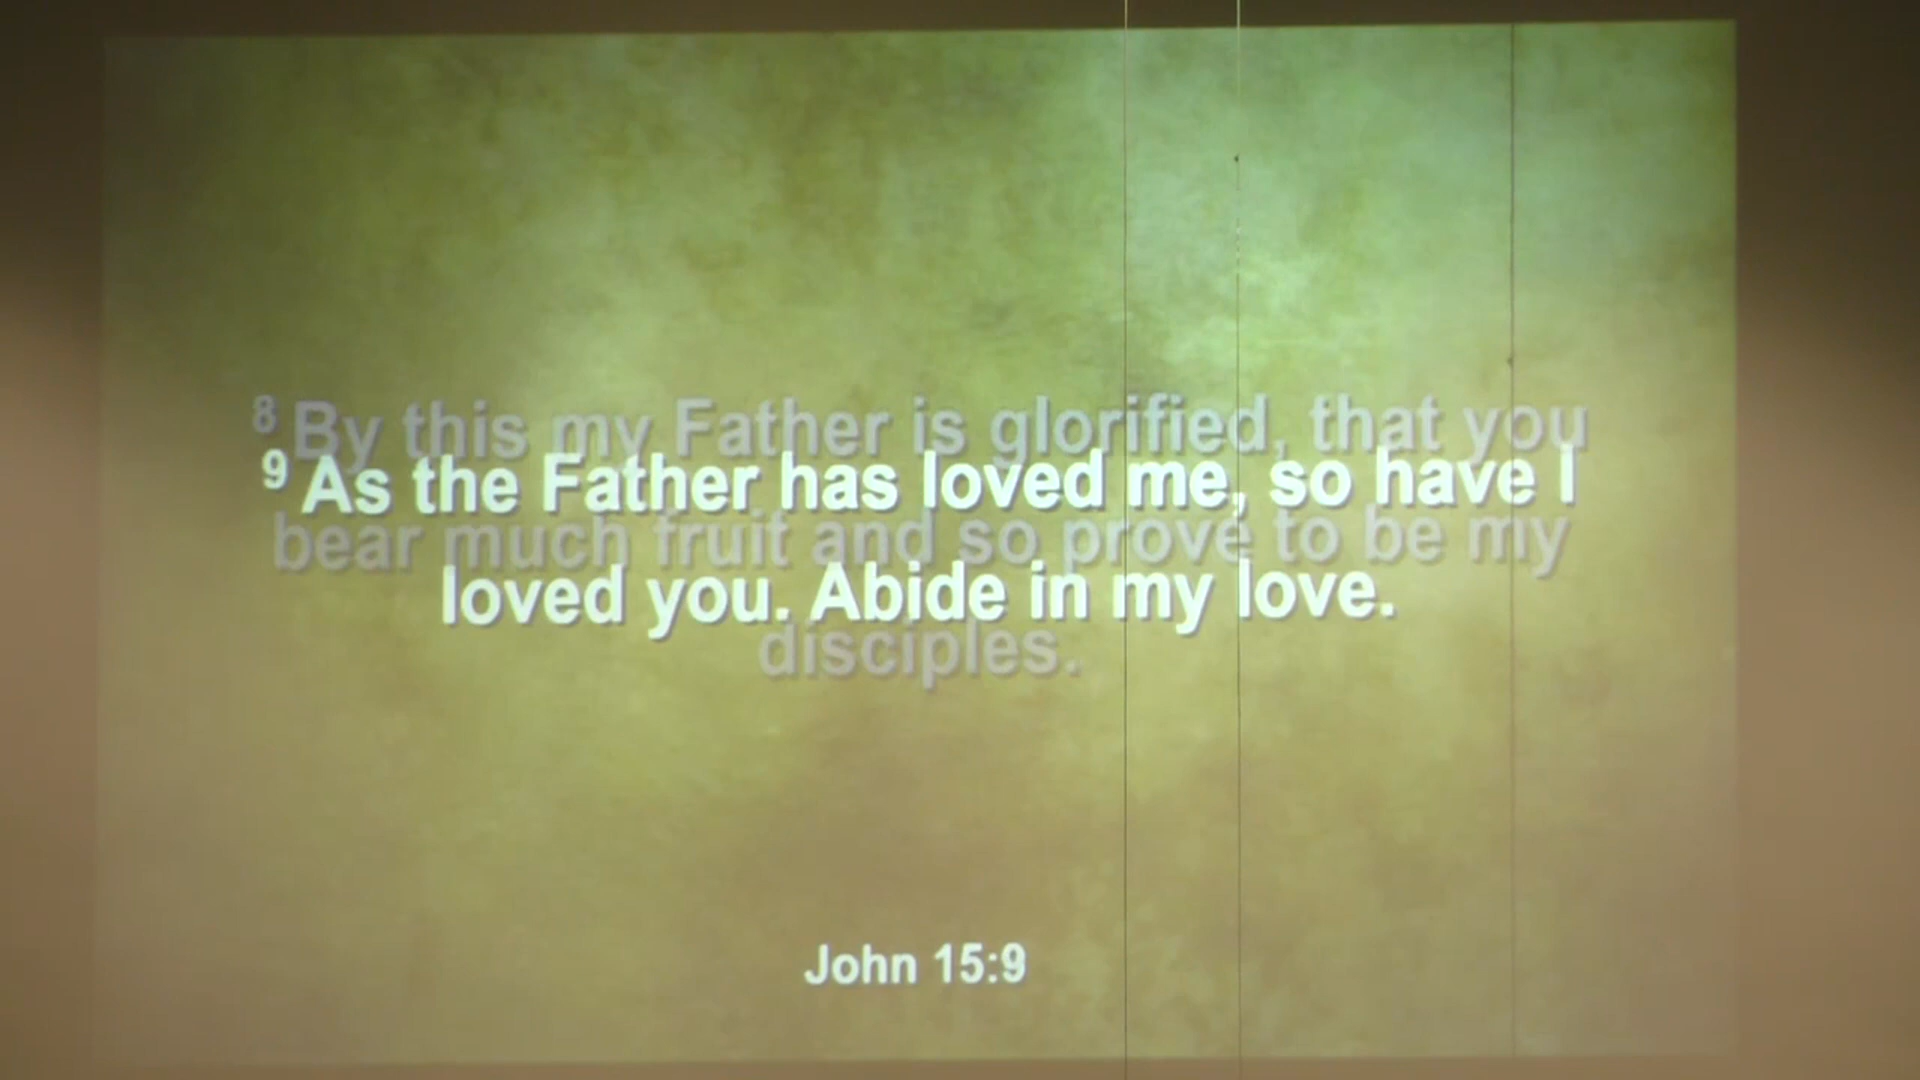 8 By this my Father is glorified, that you
9 As the Father has loved me, so have I
bear much fruit and so prove to be my
loved you. Abide in my love.
disciples.
John 15:9